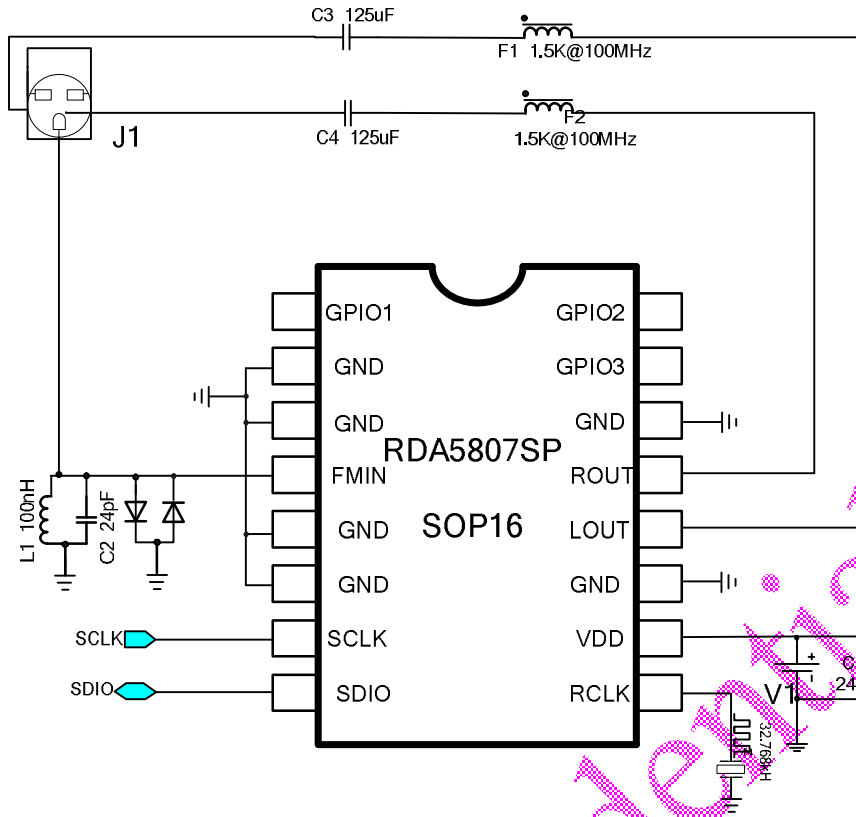 C3 125uF
F1 1.5K@100MHz
J1
C4 125uF
F2
1.5K@100MHz
GPIO1
GPIO2
GND
GPIO3
GND
GND
RDA5807SP
FMIN
ROUT
L1 100nH
C2 24pF
GND
SOP16
LOUT
GND
GND
SCLK
SCLK
VDD
SDIO
SDIO
RCLK
V1
+
-
C
24
32.768kH